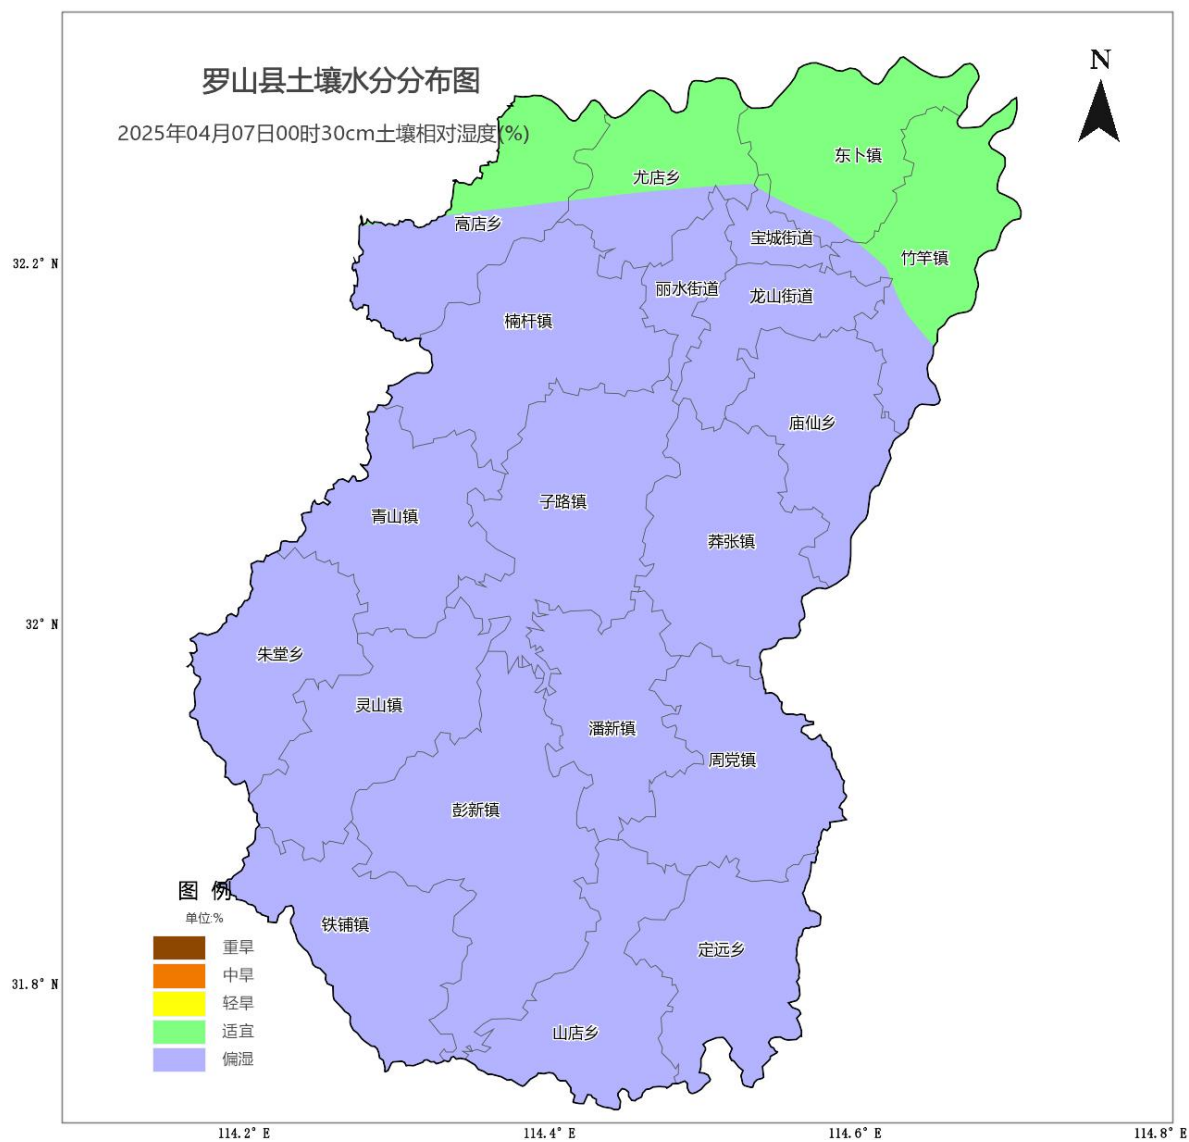 罗山县土壤水分分布图
N
2025年04月07日00时30cm土壤相对湿度(%)
东卜镇
尤店乡
高店乡
宝城街道
竹竿镇
32.2° N
丽水街道
龙山街道
楠杆镇
庙仙乡
子路镇
青山镇
莽张镇
32° N
朱堂乡
灵山镇
潘新镇
周党镇
彭新镇
图 例
单位:%
铁铺镇
重旱
定远乡
中旱
31.8° N
轻旱
适宜
山店乡
偏湿
114.2° E
114.4° E
114.6° E
114.8° E